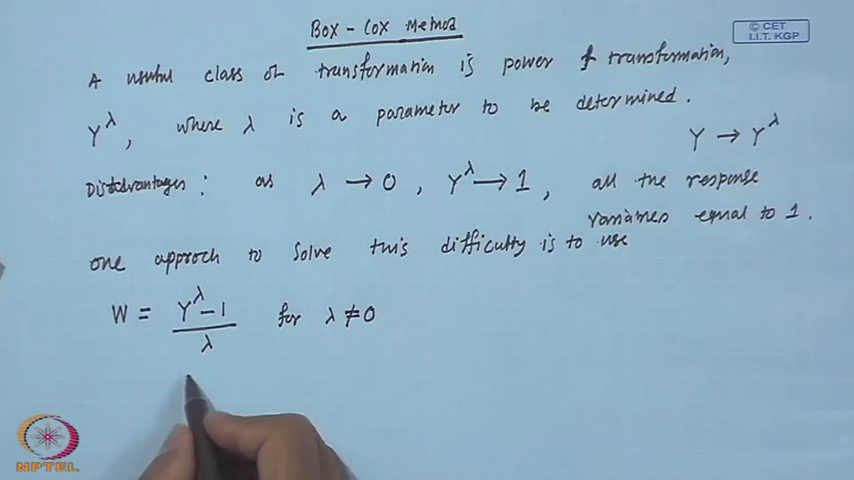 Box - Cox Method
© CET
I.I.T. KGP
A useful class of transformation is power transformation,
Y^λ, where λ is a parameter to be determined.
Y → Y^λ
Disadvantages : as λ → 0, Y^λ → 1, all the response
variables equal to 1.
one approch to solve this difficulty is to use
W = (Y^λ - 1) / λ for λ ≠ 0
NPTEL